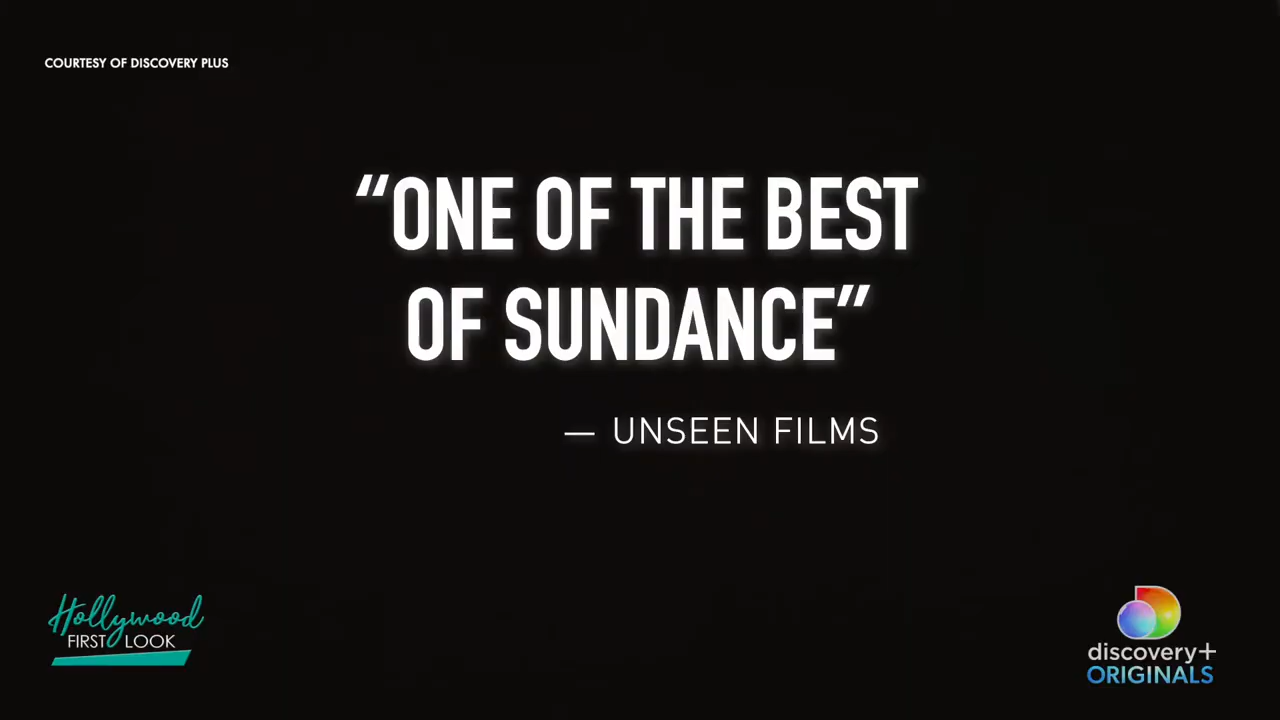 COURTESY OF DISCOVERY PLUS
“ONE OF THE BEST
OF SUNDANCE”
— UNSEEN FILMS
Hollywood
FIRST LOOK
discovery+
ORIGINALS